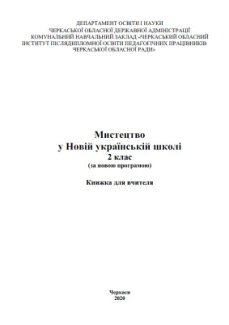 ДЕПАРТАМЕНТ ОСВІТИ І НАУКИ
ЧЕРКАСЬКОЇ ОБЛАСНОЇ ДЕРЖАВНОЇ АДМІНІСТРАЦІЇ
КОМУНАЛЬНИЙ НАВЧАЛЬНИЙ ЗАКЛАД «ЧЕРКАСЬКИЙ ОБЛАСНИЙ
ІНСТИТУТ ПІСЛЯДИПЛОМНОЇ ОСВІТИ ПЕДАГОГІЧНИХ ПРАЦІВНИКІВ
ЧЕРКАСЬКОЇ ОБЛАСНОЇ РАДИ»
Мистецтво
у Новій українській школі
2 клас
(за новою програмою)
Книжка для вчителя
Черкаси
2020